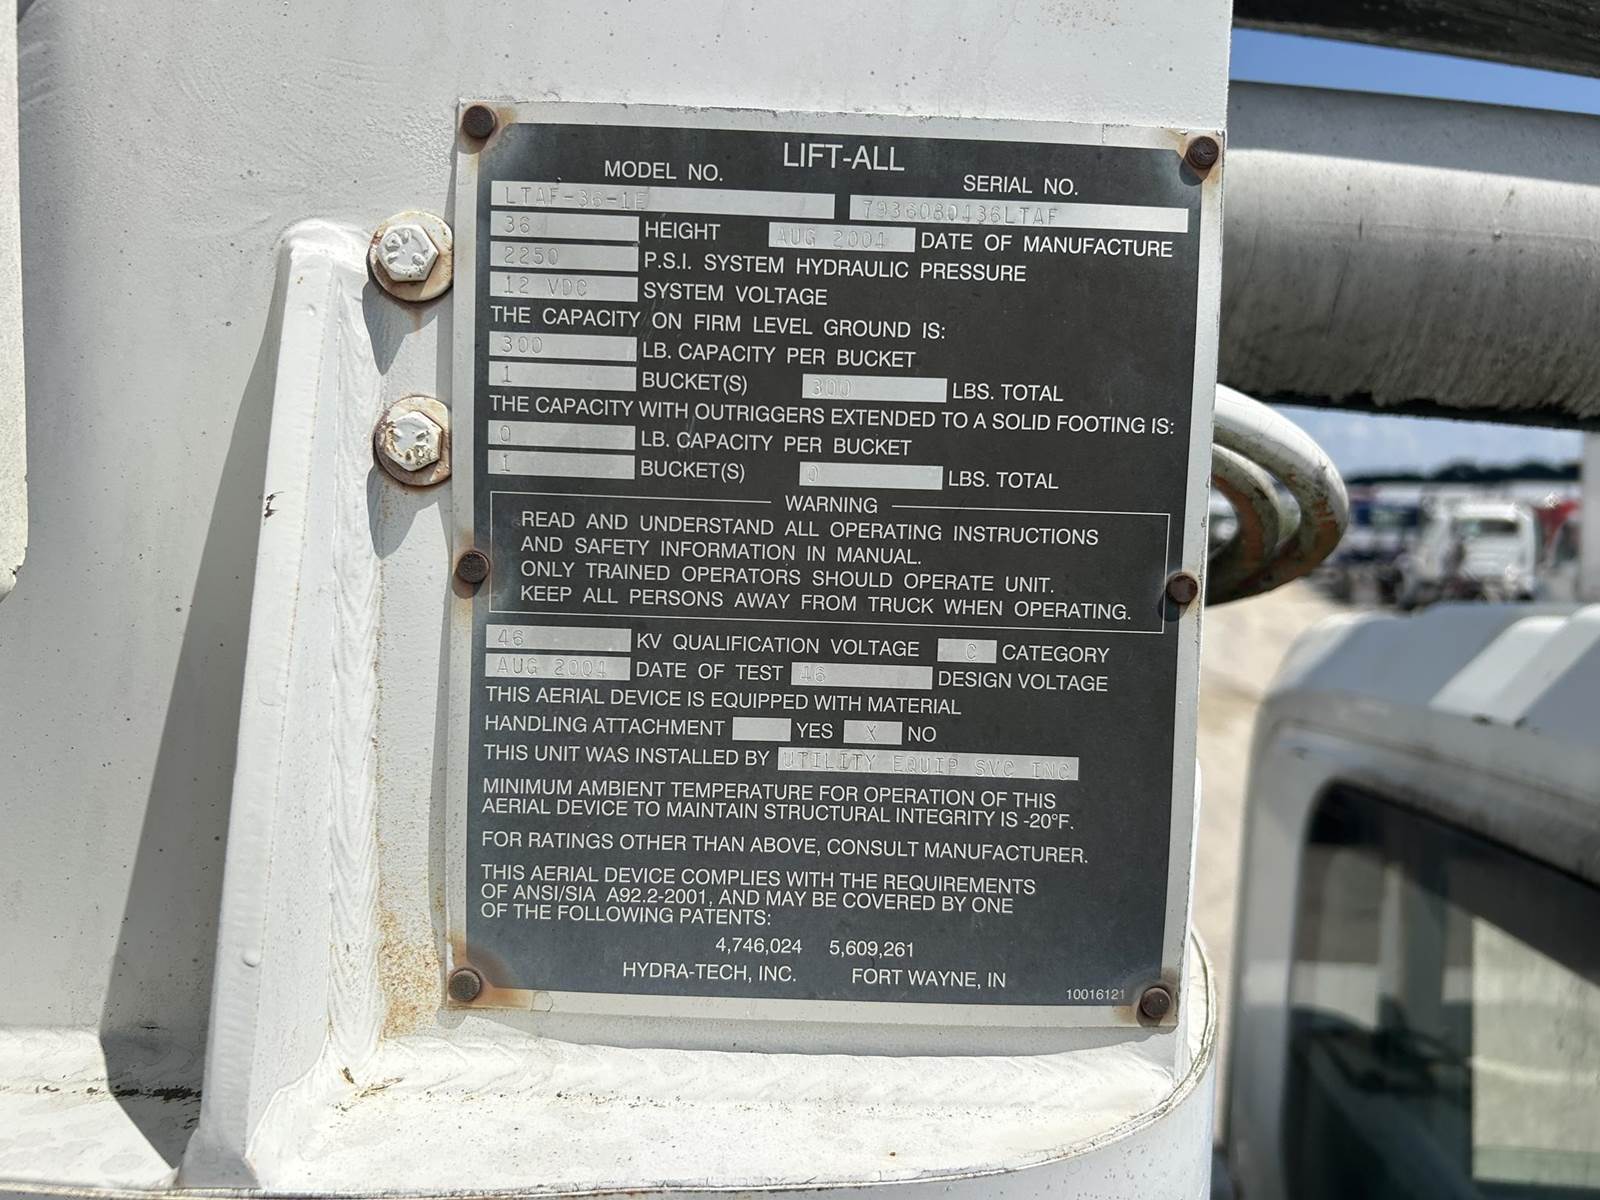 LIFT-ALL
MODEL NO. SERIAL NO.
LTAF-36-1E 7936080436LTAF
36 HEIGHT AUG 2004 DATE OF MANUFACTURE
2250 P.S.I. SYSTEM HYDRAULIC PRESSURE
12 VDC SYSTEM VOLTAGE
THE CAPACITY ON FIRM LEVEL GROUND IS:
300 LB. CAPACITY PER BUCKET
1 BUCKET(S) 300 LBS. TOTAL
THE CAPACITY WITH OUTRIGGERS EXTENDED TO A SOLID FOOTING IS:
0 LB. CAPACITY PER BUCKET
1 BUCKET(S) 0 LBS. TOTAL
WARNING
READ AND UNDERSTAND ALL OPERATING INSTRUCTIONS
AND SAFETY INFORMATION IN MANUAL.
ONLY TRAINED OPERATORS SHOULD OPERATE UNIT.
KEEP ALL PERSONS AWAY FROM TRUCK WHEN OPERATING.
46 KV QUALIFICATION VOLTAGE C CATEGORY
AUG 2004 DATE OF TEST 46 DESIGN VOLTAGE
THIS AERIAL DEVICE IS EQUIPPED WITH MATERIAL
HANDLING ATTACHMENT YES X NO
THIS UNIT WAS INSTALLED BY UTILITY EQUIP SVC INC
MINIMUM AMBIENT TEMPERATURE FOR OPERATION OF THIS
AERIAL DEVICE TO MAINTAIN STRUCTURAL INTEGRITY IS -20°F.
FOR RATINGS OTHER THAN ABOVE, CONSULT MANUFACTURER.
THIS AERIAL DEVICE COMPLIES WITH THE REQUIREMENTS
OF ANSI/SIA A92.2-2001, AND MAY BE COVERED BY ONE
OF THE FOLLOWING PATENTS:
4,746,024 5,609,261
HYDRA-TECH, INC. FORT WAYNE, IN
10016121